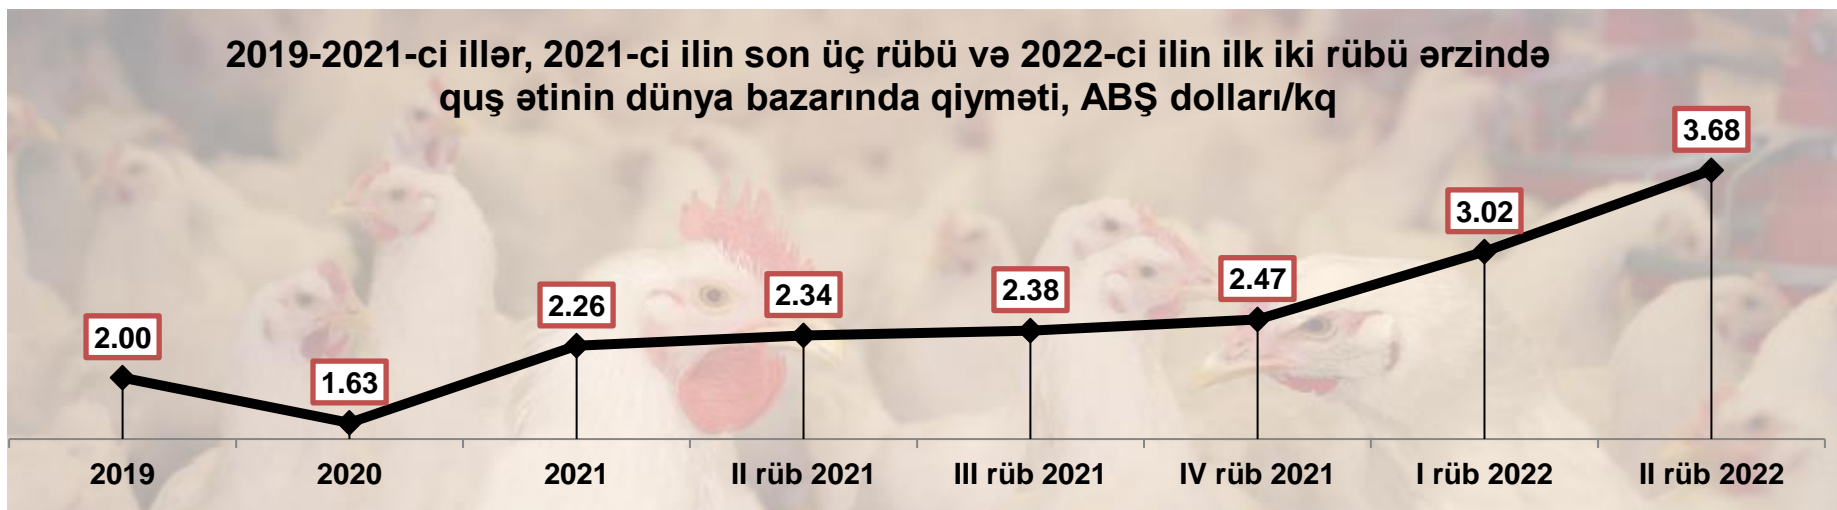 2019-2021-ci illər, 2021-ci ilin son üç rübü və 2022-ci ilin ilk iki rübü ərzində
quş ətinin dünya bazarında qiyməti, ABŞ dolları/kq
2.00
1.63
2.26
2.34
2.38
2.47
3.02
3.68
2019
2020
2021
II rüb 2021
III rüb 2021
IV rüb 2021
I rüb 2022
II rüb 2022